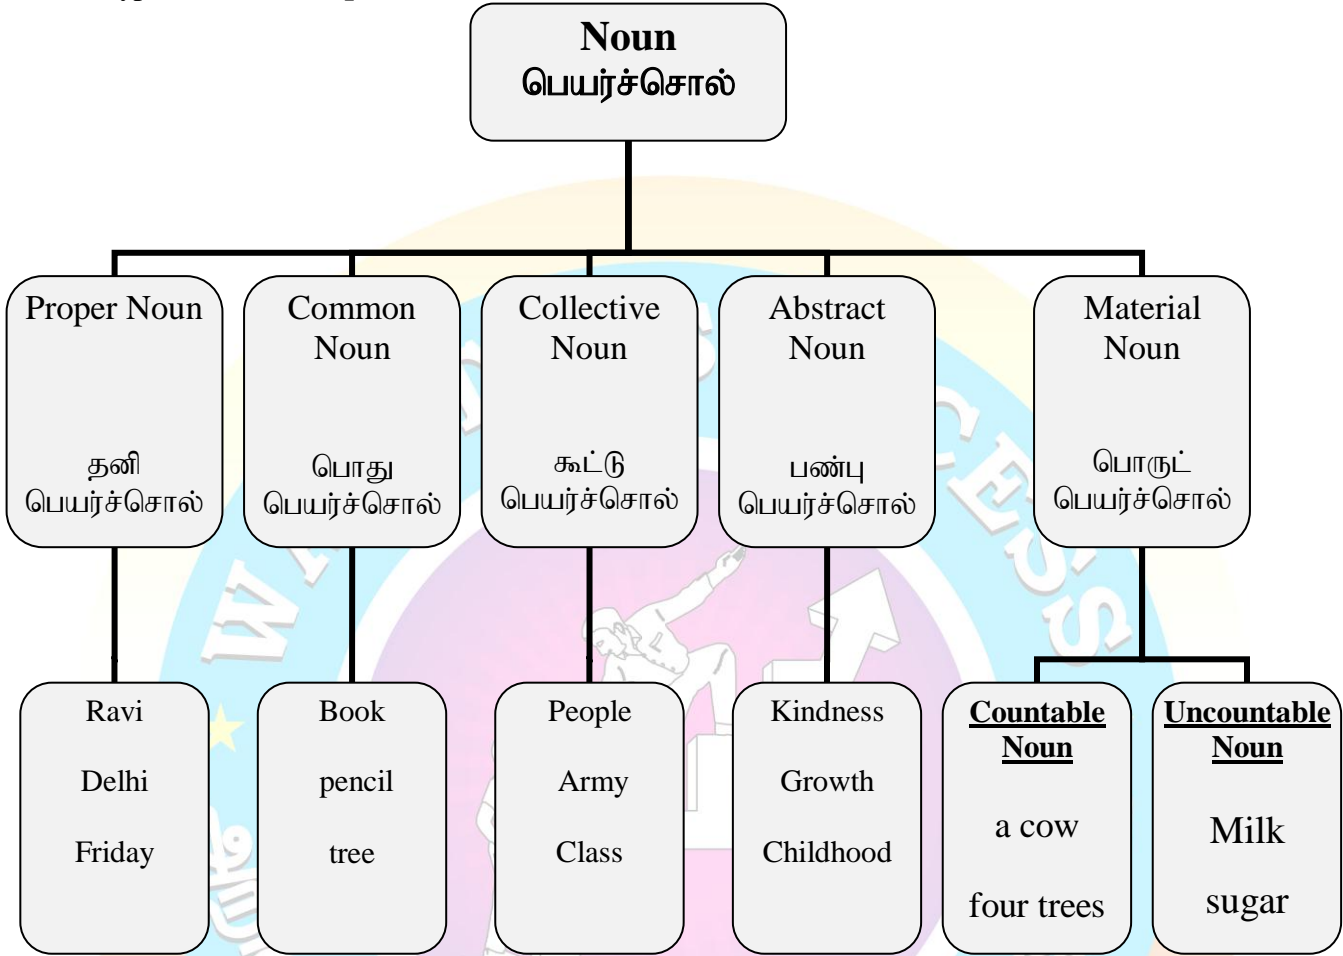 Noun
பெயர்ச்சொல்
Proper Noun
தனி
பெயர்ச்சொல்
Common
Noun
பொது
பெயர்ச்சொல்
Collective
Noun
கூட்டு
பெயர்ச்சொல்
Abstract
Noun
பண்பு
பெயர்ச்சொல்
Material
Noun
பொருட்
பெயர்ச்சொல்
Ravi
Delhi
Friday
Book
pencil
tree
People
Army
Class
Kindness
Growth
Childhood
Countable
Noun
a cow
four trees
Uncountable
Noun
Milk
sugar